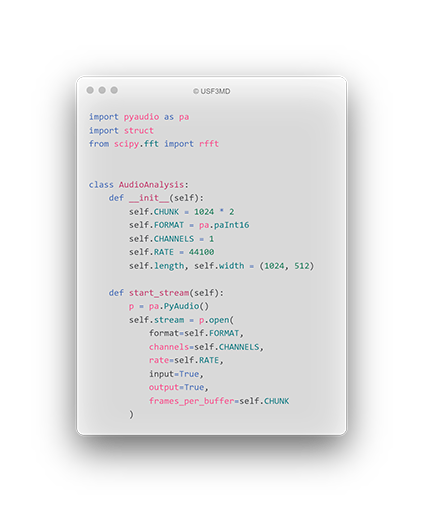 © USF3MD
import pyaudio as pa
import struct
from scipy.fft import rfft
class AudioAnalysis:
    def __init__(self):
        self.CHUNK = 1024 * 2
        self.FORMAT = pa.paInt16
        self.CHANNELS = 1
        self.RATE = 44100
        self.length, self.width = (1024, 512)
    def start_stream(self):
        p = pa.PyAudio()
        self.stream = p.open(
            format=self.FORMAT,
            channels=self.CHANNELS,
            rate=self.RATE,
            input=True,
            output=True,
            frames_per_buffer=self.CHUNK
        )